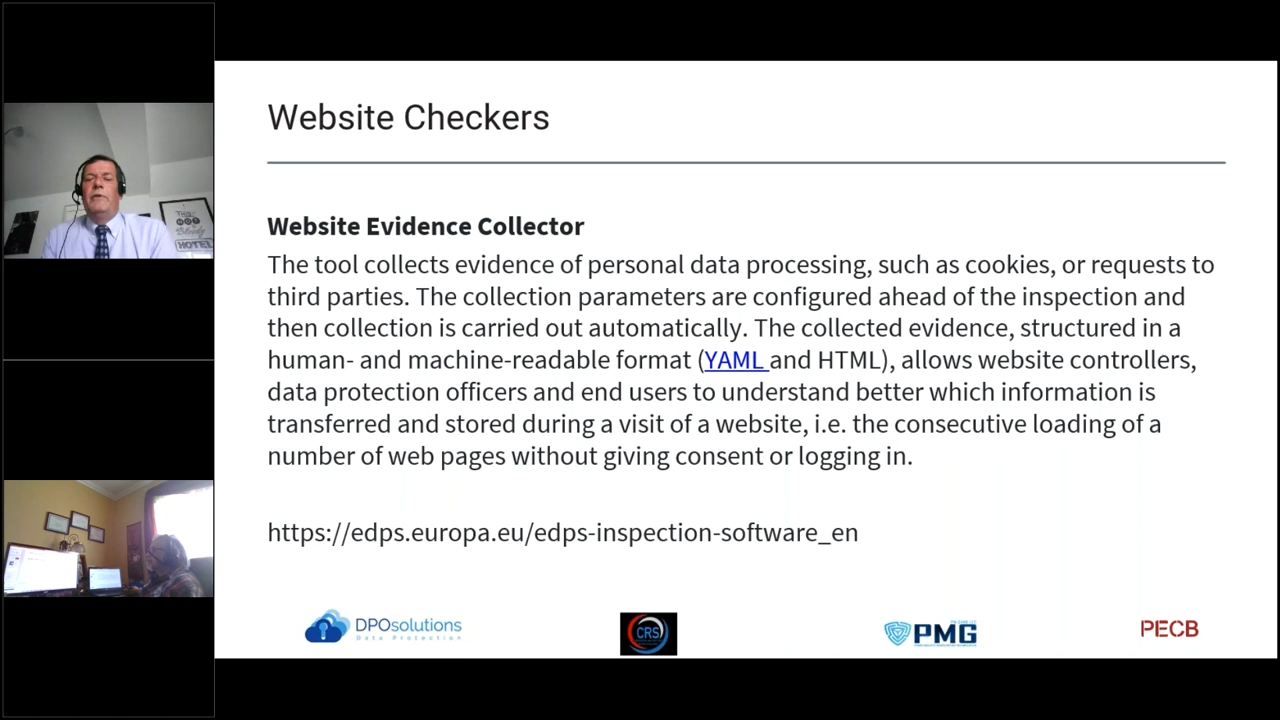 Website Checkers
Website Evidence Collector
The tool collects evidence of personal data processing, such as cookies, or requests to
third parties. The collection parameters are configured ahead of the inspection and
then collection is carried out automatically. The collected evidence, structured in a
human- and machine-readable format (YAML and HTML), allows website controllers,
data protection officers and end users to understand better which information is
transferred and stored during a visit of a website, i.e. the consecutive loading of a
number of web pages without giving consent or logging in.
https://edps.europa.eu/edps-inspection-software_en
DPOsolutions
Data Protection
CRS
PMG
PECB
HOTEL